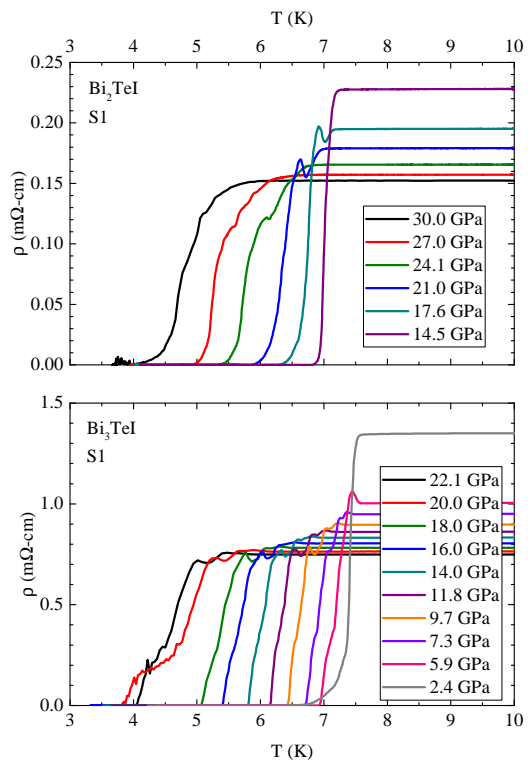 T (K)
3 4 5 6 7 8 9 10
0.25
0.20
0.15
0.10
0.05
0.00
ρ (mΩ-cm)
Bi₂TeI
S1
30.0 GPa
27.0 GPa
24.1 GPa
21.0 GPa
17.6 GPa
14.5 GPa
1.5
1.0
0.5
0.0
ρ (mΩ-cm)
Bi₃TeI
S1
22.1 GPa
20.0 GPa
18.0 GPa
16.0 GPa
14.0 GPa
11.8 GPa
9.7 GPa
7.3 GPa
5.9 GPa
2.4 GPa
3 4 5 6 7 8 9 10
T (K)